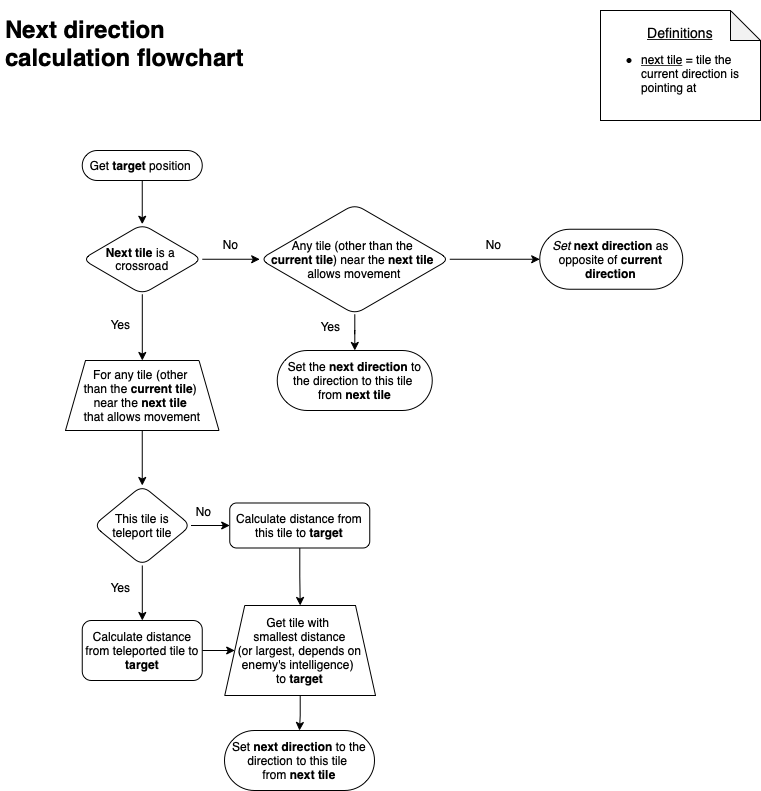 Next direction
calculation flowchart
Definitions
• next tile = tile the
current direction is
pointing at
Get target position
Next tile is a
crossroad
No
Any tile (other than the
current tile) near the next tile
allows movement
No
Set next direction as
opposite of current
direction
Yes
Yes
Set the next direction to
the direction to this tile
from next tile
For any tile (other
than the current tile)
near the next tile
that allows movement
This tile is
teleport tile
No
Calculate distance from
this tile to target
Yes
Calculate distance
from teleported tile to
target
Get tile with
smallest distance
(or largest, depends on
enemy's intelligence)
to target
Set next direction to the
direction to this tile
from next tile